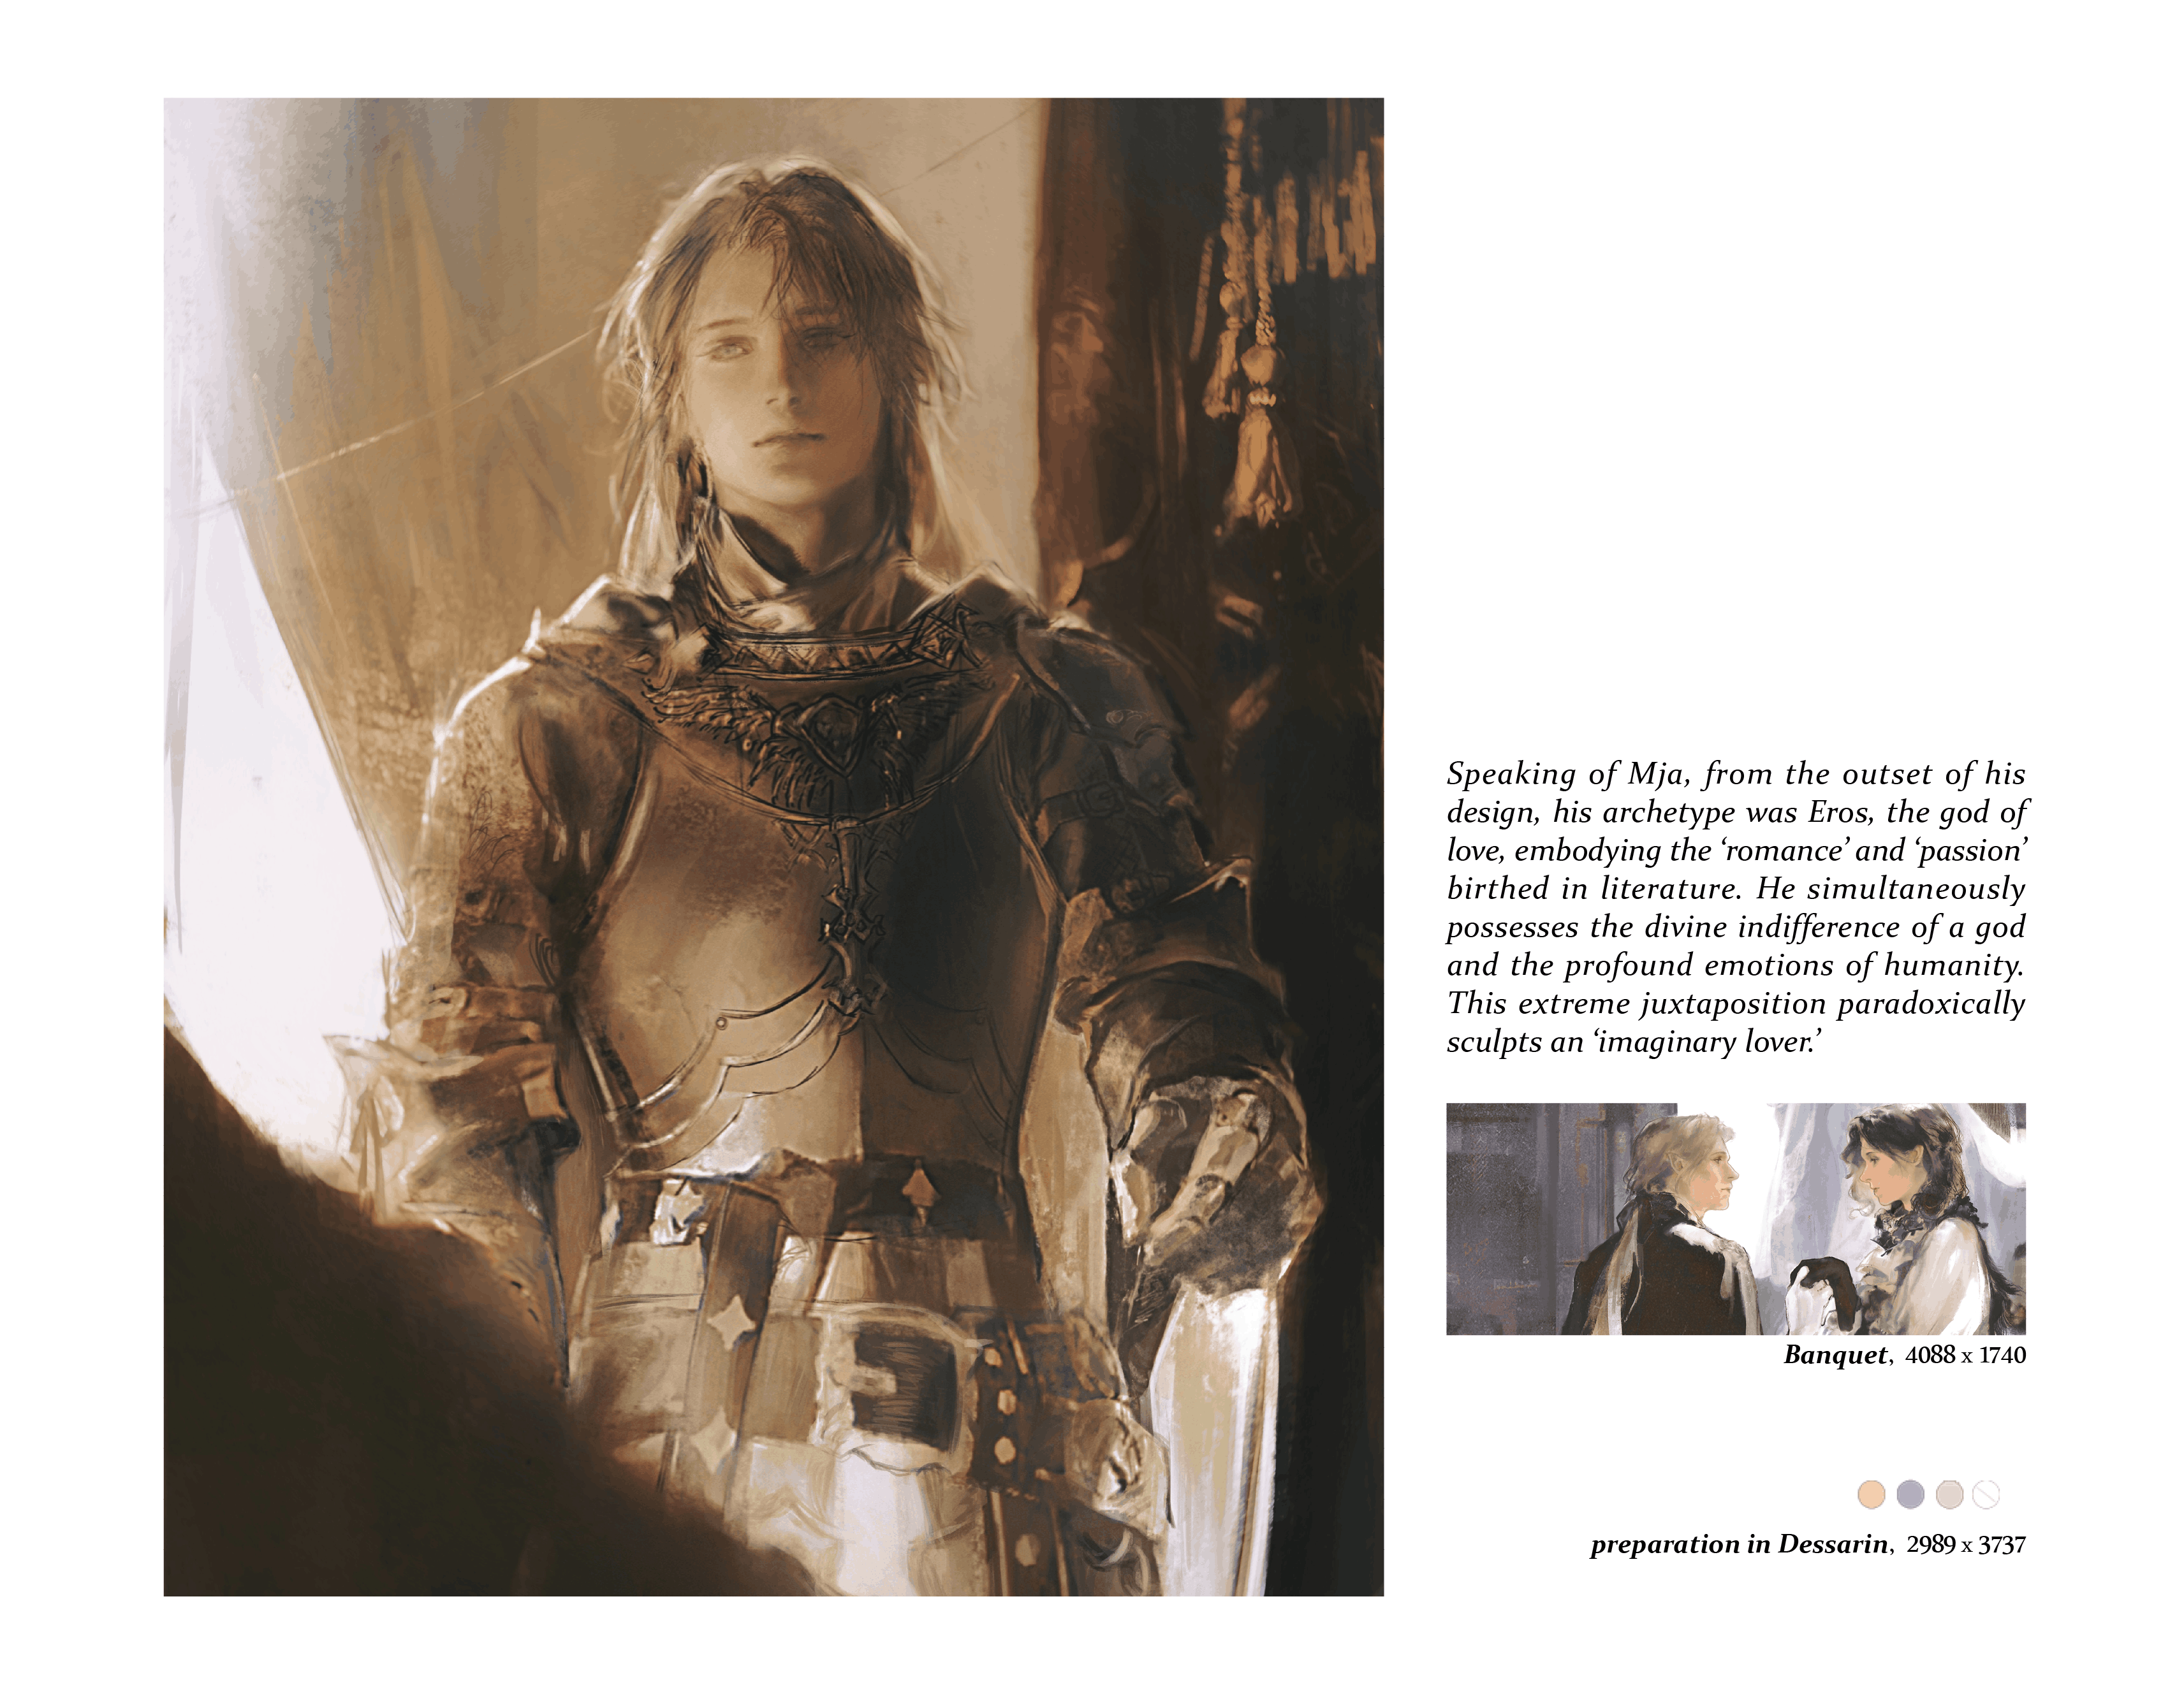 Speaking of Mja, from the outset of his
design, his archetype was Eros, the god of
love, embodying the ‘romance’ and ‘passion’
birthed in literature. He simultaneously
possesses the divine indifference of a god
and the profound emotions of humanity.
This extreme juxtaposition paradoxically
sculpts an ‘imaginary lover.’
Banquet, 4088 x 1740
preparation in Dessarin, 2989 x 3737